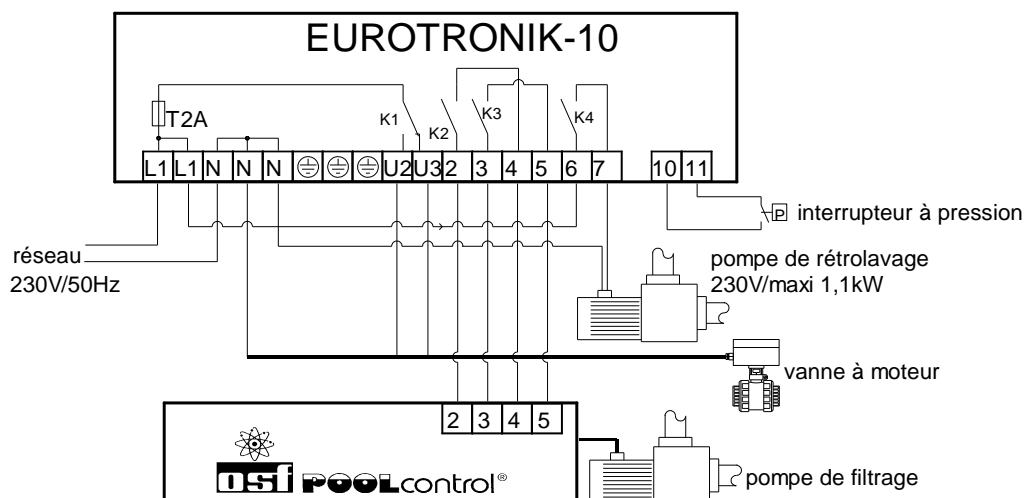 EUROTRONIK-10
T2A
K1
K2
K3
K4
L1 L1 N N N U2 U3 2 3 4 5 6 7 10 11
P interrupteur à pression
réseau
230V/50Hz
pompe de rétrolavage
230V/maxi 1,1kW
vanne à moteur
2 3 4 5
osf POOLcontrol®
pompe de filtrage